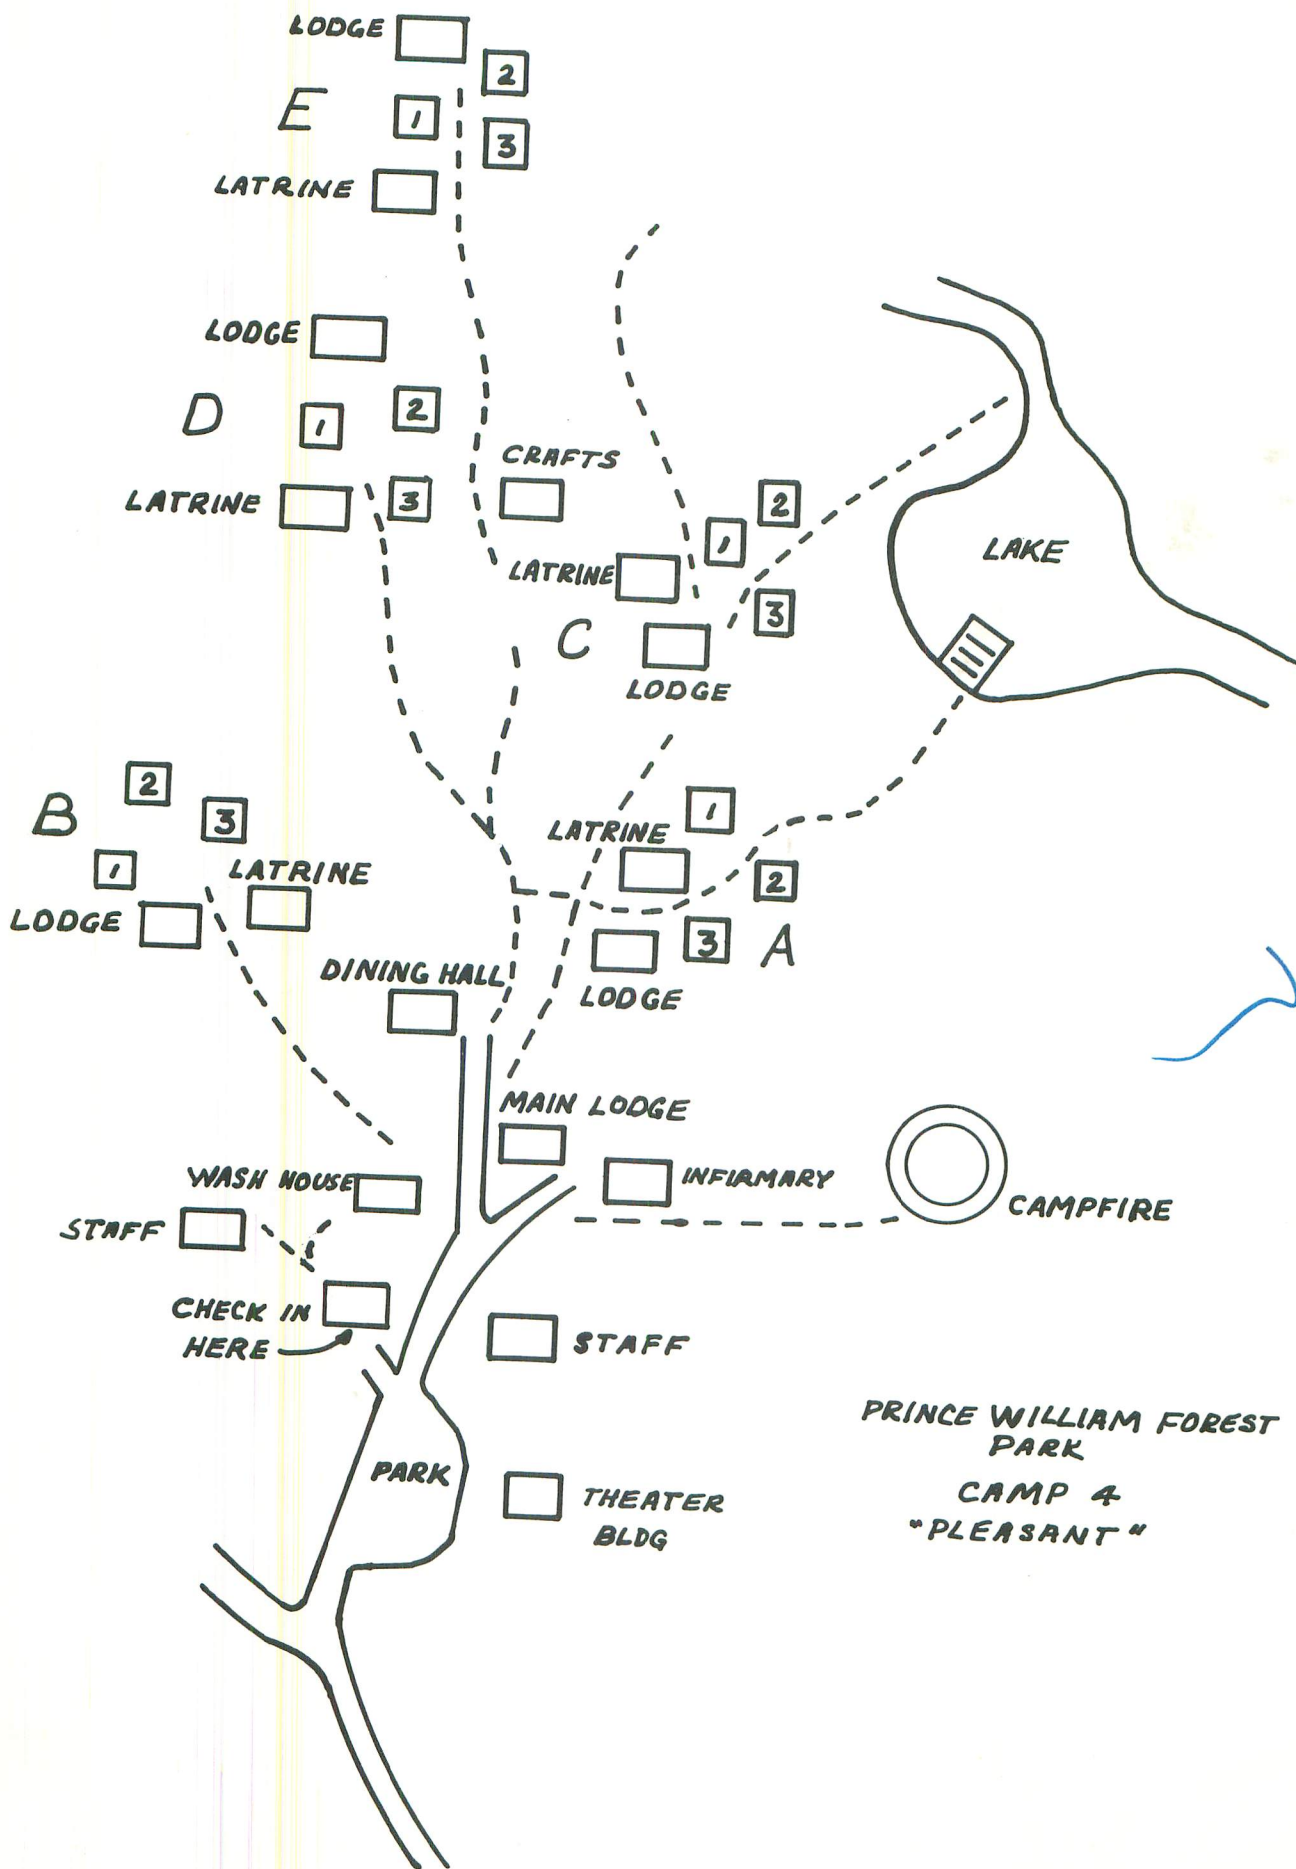 LODGE
2
E
1
3
LATRINE
LODGE
D
1
2
LATRINE
3
CRAFTS
2
1
LATRINE
3
C
LODGE
LAKE
B
2
3
1
LATRINE
LODGE
LATRINE
1
2
3
A
LODGE
DINING HALL
MAIN LODGE
WASH HOUSE
INFIRMARY
STAFF
CAMPFIRE
CHECK IN
HERE
STAFF
PARK
THEATER
BLDG
PRINCE WILLIAM FOREST
PARK
CAMP 4
"PLEASANT"